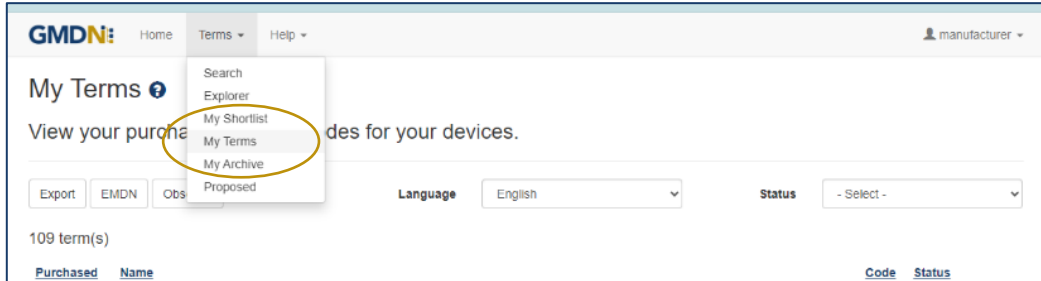 GMDN Home Terms Help manufacturer
Search
My Terms
Explorer
My Shortlist
View your purcha des for your devices.
My Terms
My Archive
Proposed
Export EMDN Obs Language English Status - Select -
109 term(s)
Purchased Name Code Status